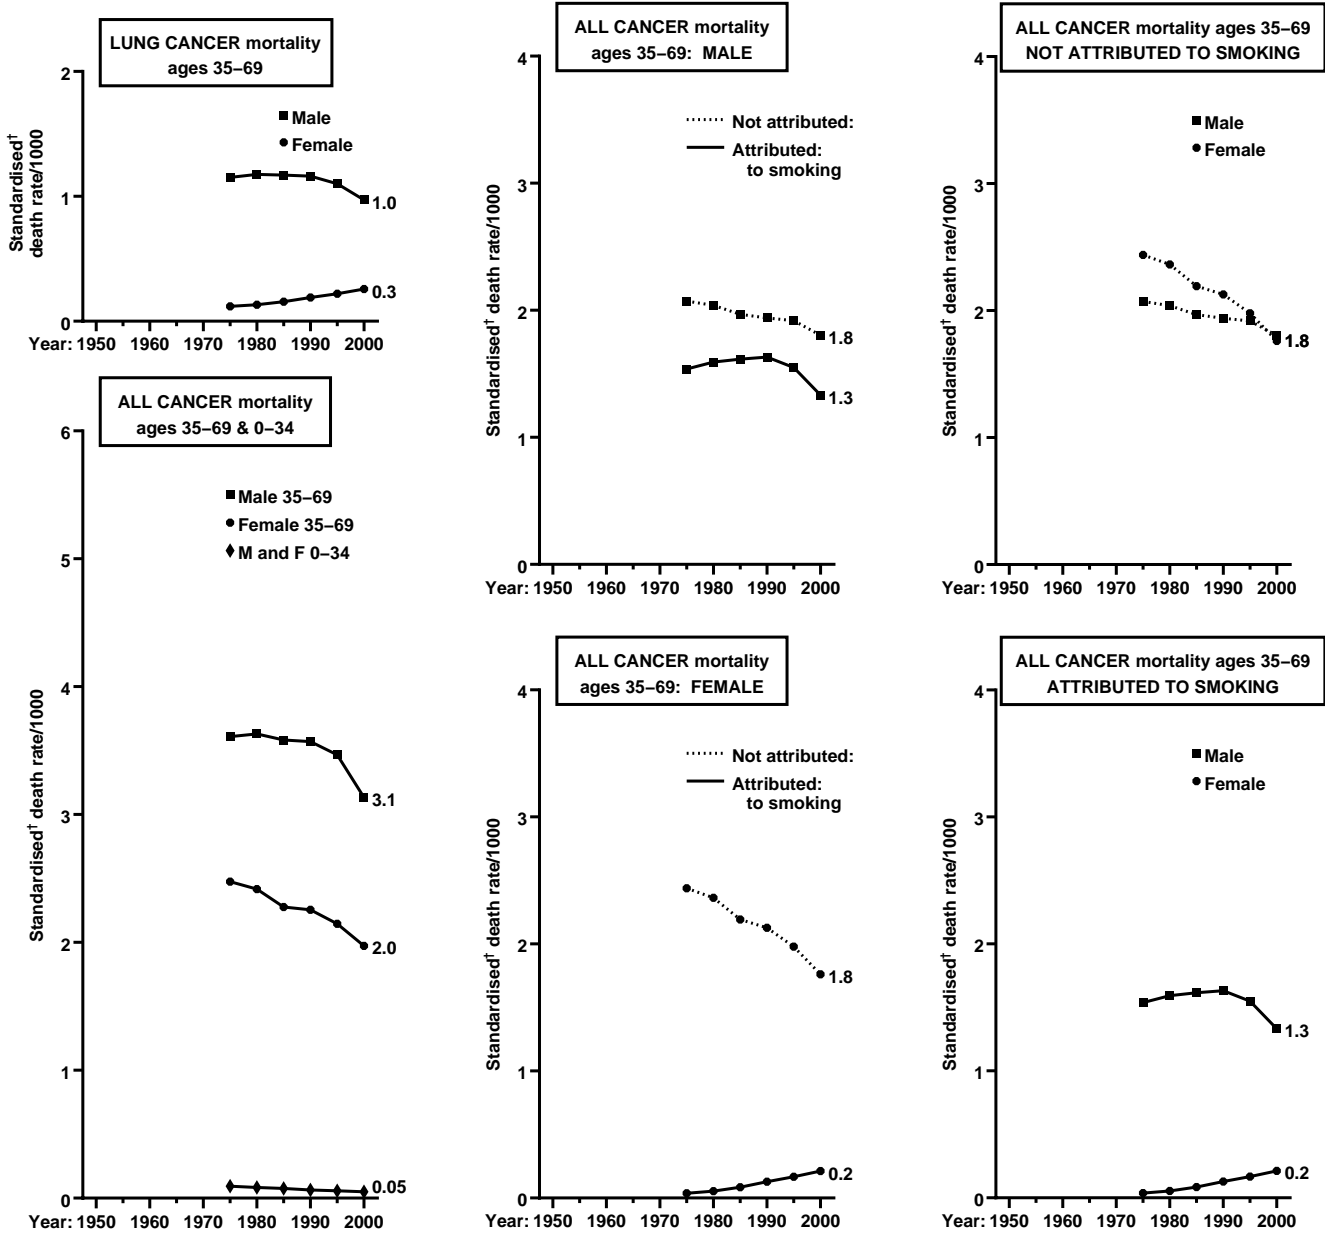 LUNG CANCER mortality
ages 35–69
2
1
0
Standardised†
death rate/1000
Male
Female
1.0
0.3
Year: 1950 1960 1970 1980 1990 2000
ALL CANCER mortality
ages 35–69 & 0–34
6
5
4
3
2
1
0
Standardised† death rate/1000
Male 35–69
Female 35–69
M and F 0–34
3.1
2.0
0.05
Year: 1950 1960 1970 1980 1990 2000
ALL CANCER mortality
ages 35–69: MALE
4
3
2
1
0
Standardised† death rate/1000
Not attributed:
Attributed:
to smoking
1.8
1.3
Year: 1950 1960 1970 1980 1990 2000
ALL CANCER mortality
ages 35–69: FEMALE
4
3
2
1
0
Standardised† death rate/1000
Not attributed:
Attributed:
to smoking
1.8
0.2
Year: 1950 1960 1970 1980 1990 2000
ALL CANCER mortality ages 35–69
NOT ATTRIBUTED TO SMOKING
4
3
2
1
0
Standardised† death rate/1000
Male
Female
1.8
Year: 1950 1960 1970 1980 1990 2000
ALL CANCER mortality ages 35–69
ATTRIBUTED TO SMOKING
4
3
2
1
0
Standardised† death rate/1000
Male
Female
1.3
0.2
Year: 1950 1960 1970 1980 1990 2000